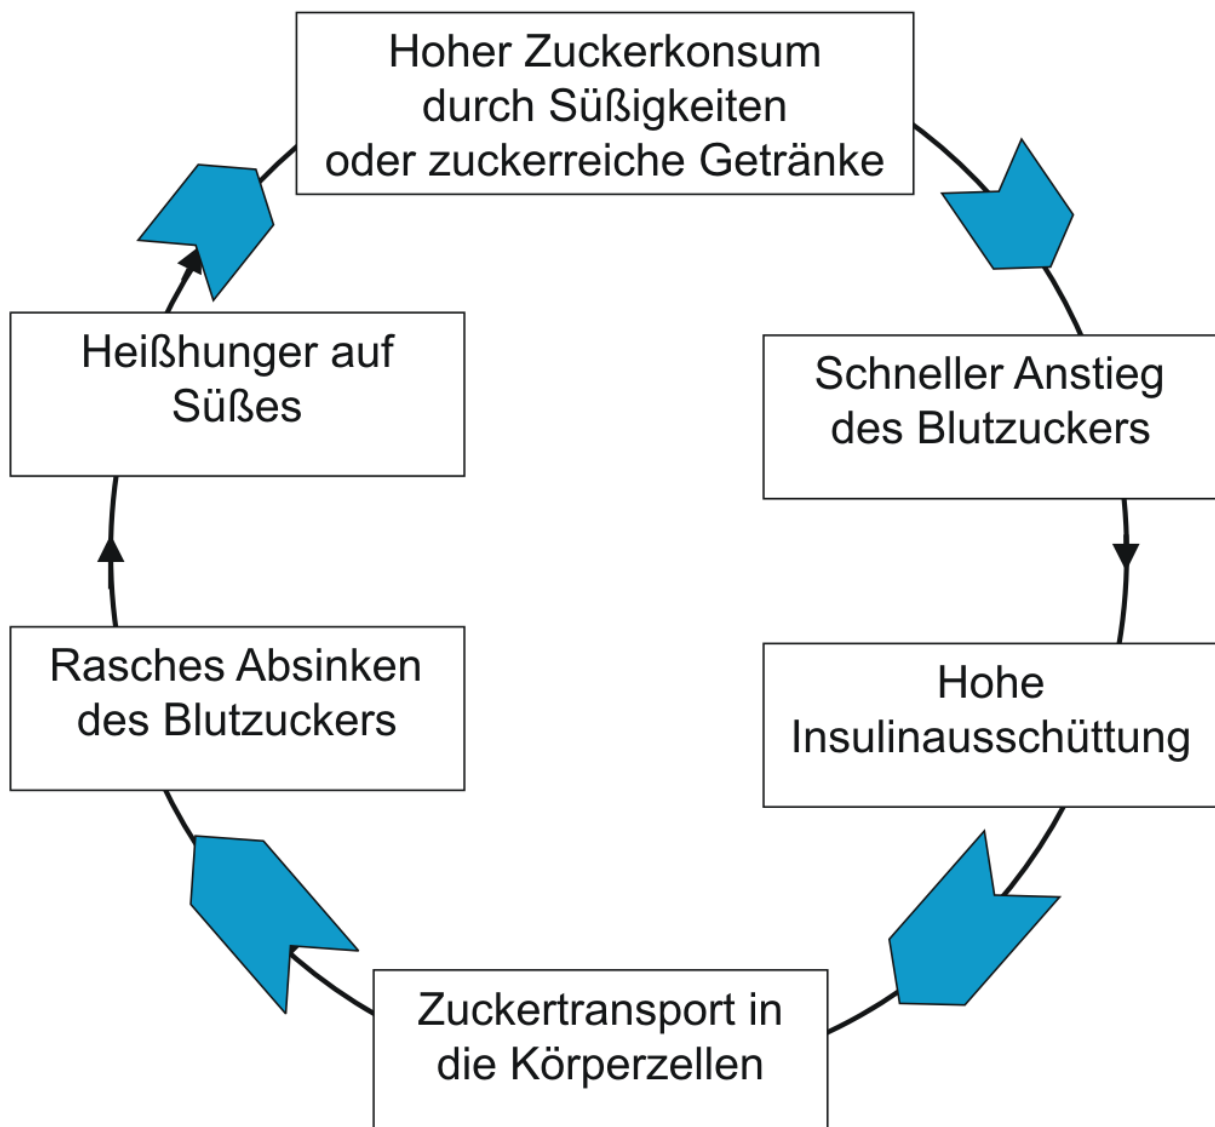 Hoher Zuckerkonsum
durch Süßigkeiten
oder zuckerreiche Getränke
Schneller Anstieg
des Blutzuckers
Hohe
Insulinausschüttung
Zuckertransport in
die Körperzellen
Rasches Absinken
des Blutzuckers
Heißhunger auf
Süßes